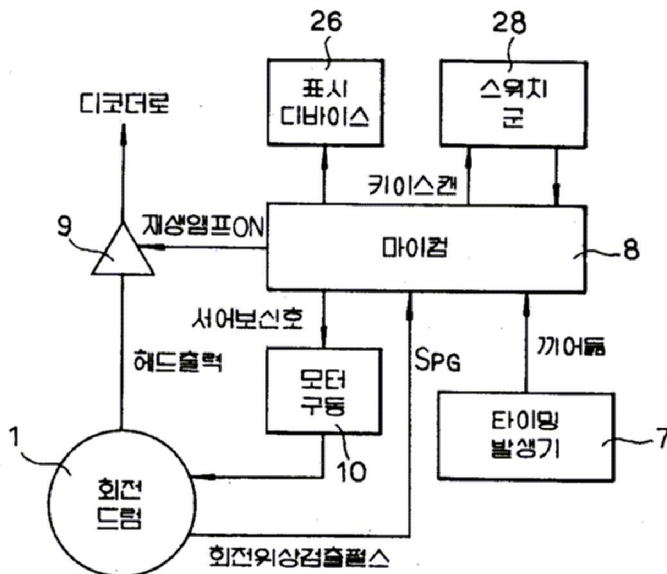 26
28
표시
디바이스
스위치
군
디코더로
키이스캔
9
재생앰프ON
마이컴
8
서어보신호
SPG
끼어듦
헤드출력
모터
구동
10
타이밍
발생기
7
1
회전
드럼
회전위상검출펄스